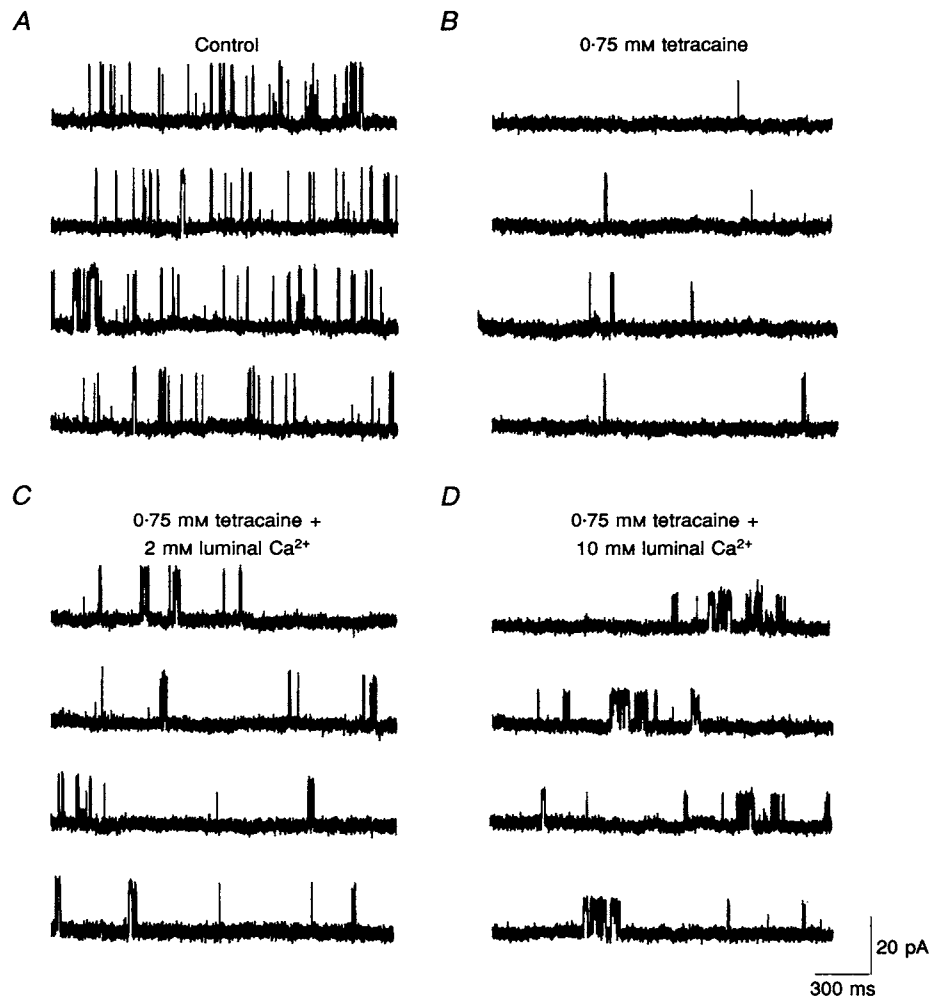 A
Control
B
0·75 mM tetracaine
C
0·75 mM tetracaine +
2 mM luminal Ca²⁺
D
0·75 mM tetracaine +
10 mM luminal Ca²⁺
20 pA
300 ms